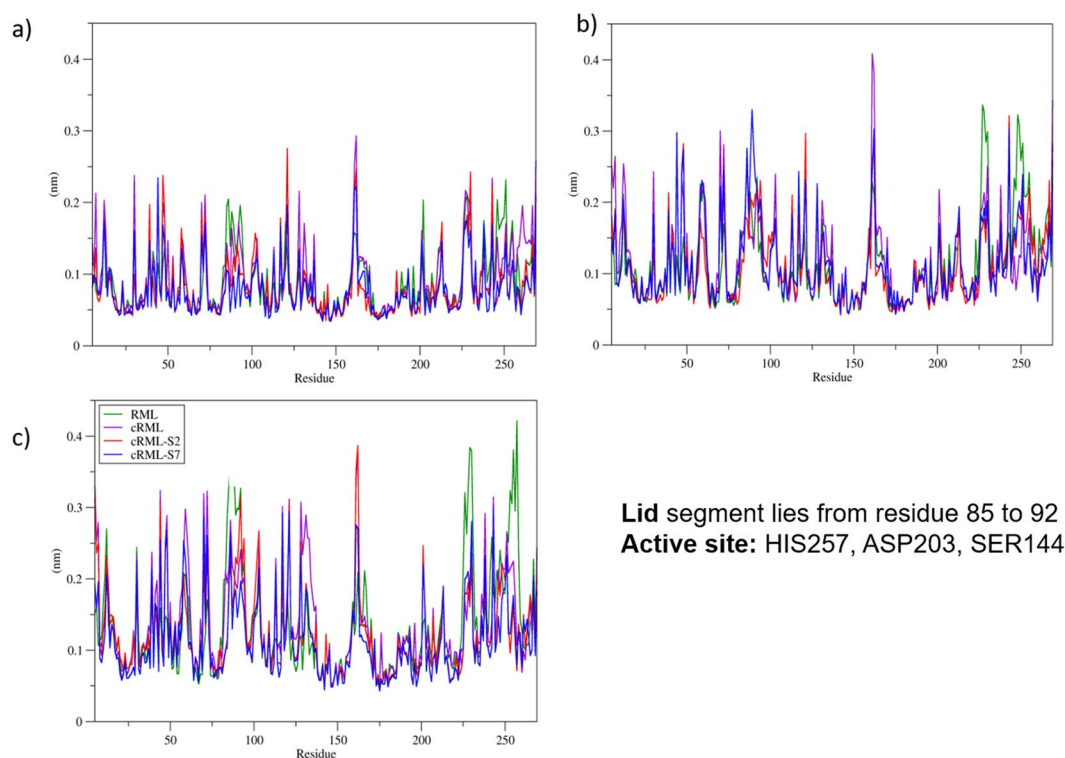 a)
0.4
0.3
0.2
0.1
0
(nm)
50
100
150
200
250
Residue
b)
0.4
0.3
0.2
0.1
0
(nm)
50
100
150
200
250
Residue
c)
RML
cRML
cRML-S2
cRML-S7
0.4
0.3
0.2
0.1
0
(nm)
50
100
150
200
250
Residue
Lid segment lies from residue 85 to 92
Active site: HIS257, ASP203, SER144